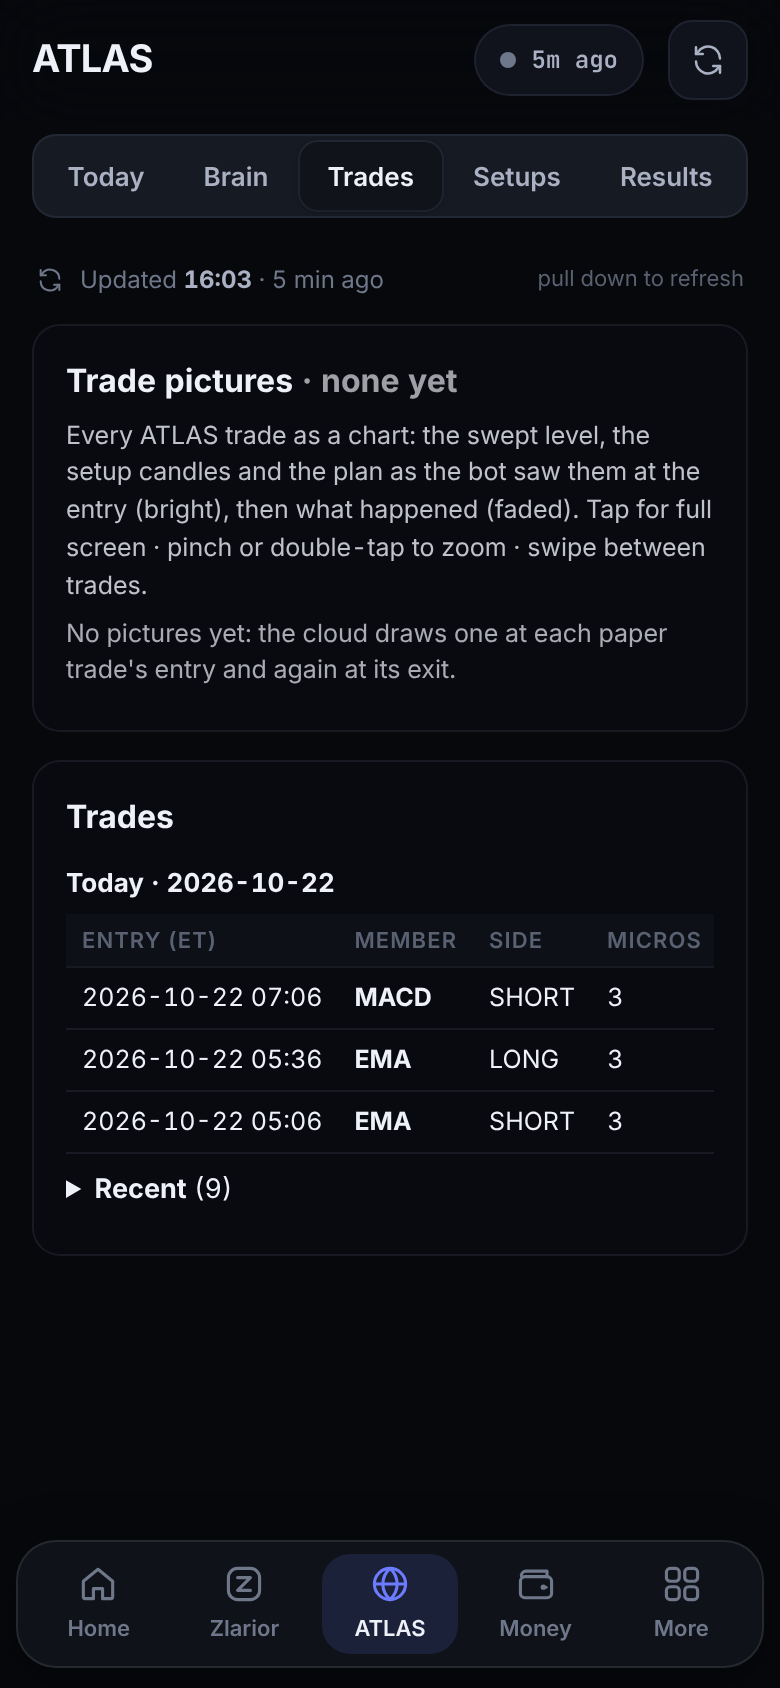 ATLAS
5m ago
Today Brain Trades Setups Results
Updated 16:03 · 5 min ago
pull down to refresh
Trade pictures · none yet
Every ATLAS trade as a chart: the swept level, the
setup candles and the plan as the bot saw them at the
entry (bright), then what happened (faded). Tap for full
screen · pinch or double-tap to zoom · swipe between
trades.
No pictures yet: the cloud draws one at each paper
trade's entry and again at its exit.
Trades
Today · 2026-10-22
ENTRY (ET) MEMBER SIDE MICROS
2026-10-22 07:06 MACD SHORT 3
2026-10-22 05:36 EMA LONG 3
2026-10-22 05:06 EMA SHORT 3
Recent (9)
Home Zlarior ATLAS Money More